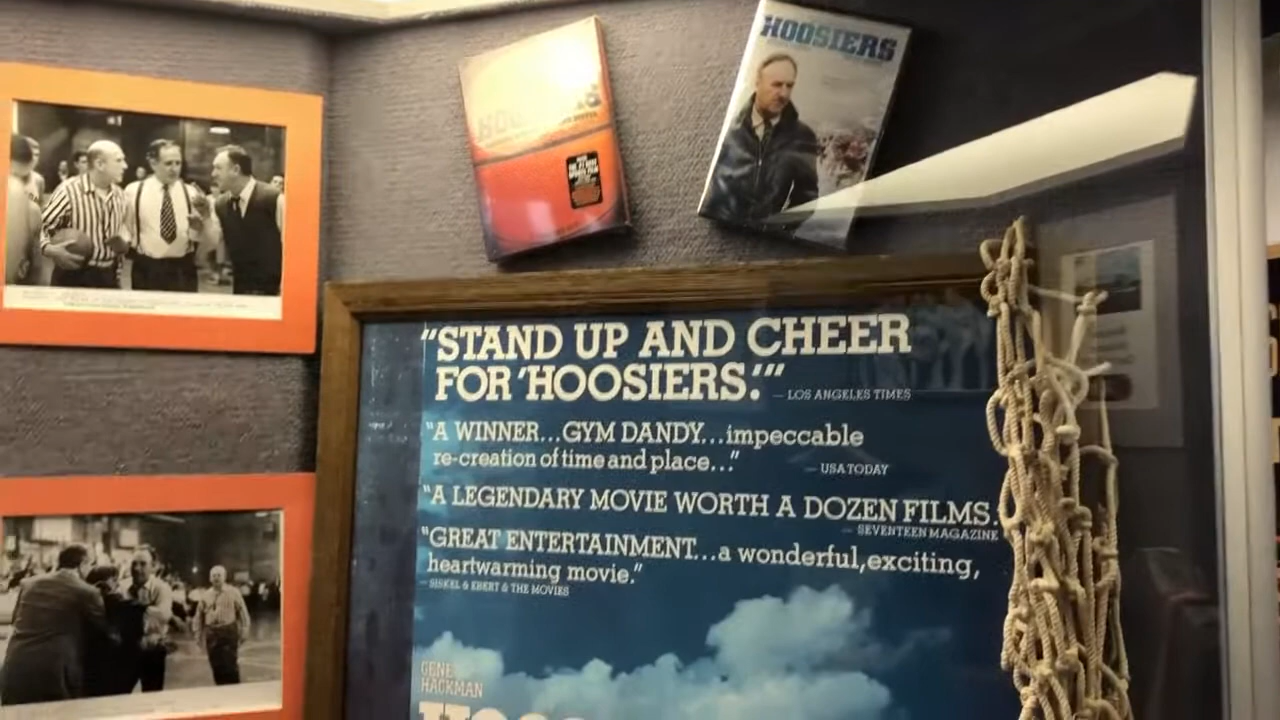 HOOSIERS
"STAND UP AND CHEER
FOR 'HOOSIERS.'"
— LOS ANGELES TIMES
"A WINNER...GYM DANDY...impeccable
re-creation of time and place..."
— USA TODAY
"A LEGENDARY MOVIE WORTH A DOZEN FILMS.
— SEVENTEEN MAGAZINE
"GREAT ENTERTAINMENT...a wonderful, exciting,
heartwarming movie."
— SISKEL & EBERT & THE MOVIES
GENE
HACKMAN